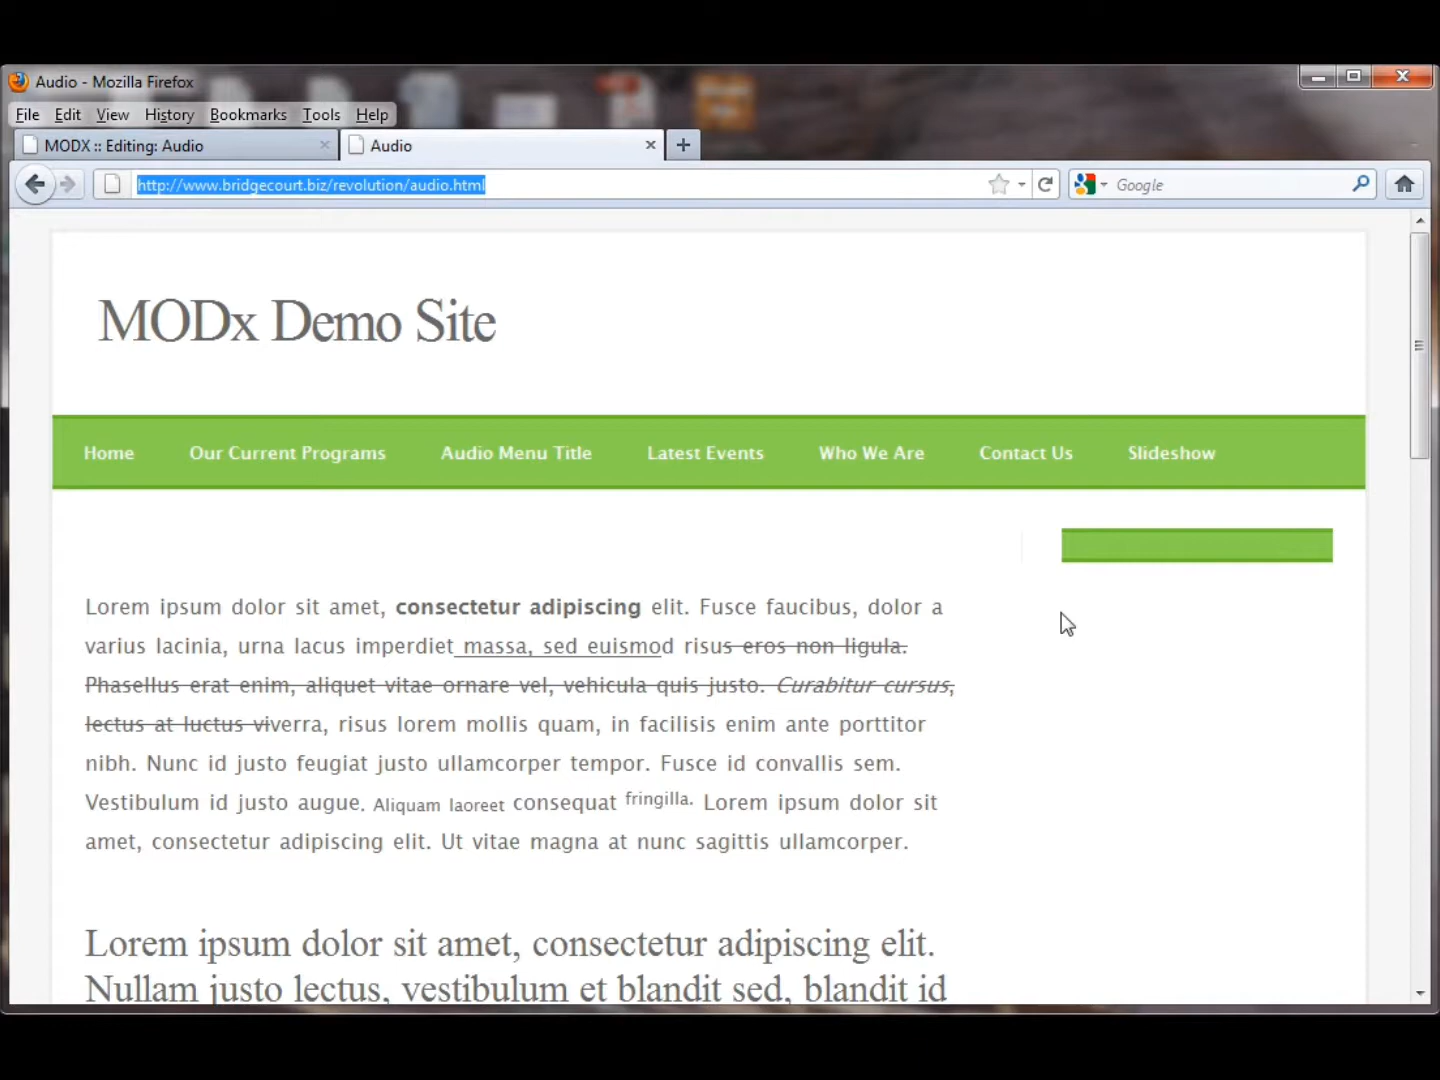 Audio - Mozilla Firefox
File Edit View History Bookmarks Tools Help
MODX :: Editing: Audio Audio
http://www.bridgecourt.biz/revolution/audio.html Google
MODx Demo Site
Home Our Current Programs Audio Menu Title Latest Events Who We Are Contact Us Slideshow
Lorem ipsum dolor sit amet, consectetur adipiscing elit. Fusce faucibus, dolor a
varius lacinia, urna lacus imperdiet massa, sed euismod risus eros non ligula.
Phasellus erat enim, aliquet vitae ornare vel, vehicula quis justo. Curabitur cursus,
lectus at luctus viverra, risus lorem mollis quam, in facilisis enim ante porttitor
nibh. Nunc id justo feugiat justo ullamcorper tempor. Fusce id convallis sem.
Vestibulum id justo augue. Aliquam laoreet consequat fringilla. Lorem ipsum dolor sit
amet, consectetur adipiscing elit. Ut vitae magna at nunc sagittis ullamcorper.
Lorem ipsum dolor sit amet, consectetur adipiscing elit.
Nullam justo lectus, vestibulum et blandit sed, blandit id